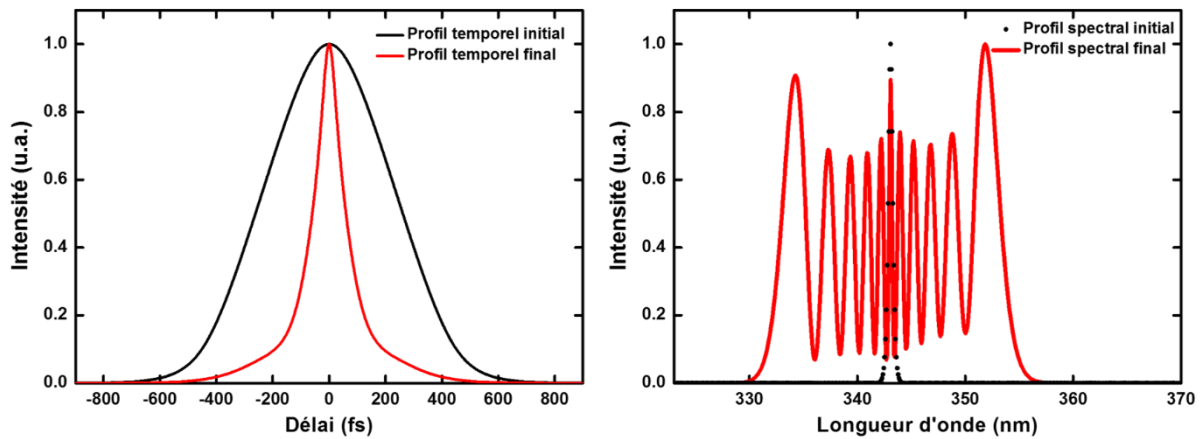 Profil temporel initial
Profil temporel final
1.0
0.8
0.6
0.4
0.2
0.0
Intensité (u.a.)
-800 -600 -400 -200 0 200 400 600 800
Délai (fs)
Profil spectral initial
Profil spectral final
1.0
0.8
0.6
0.4
0.2
0.0
Intensité (u.a.)
330 340 350 360 370
Longueur d'onde (nm)